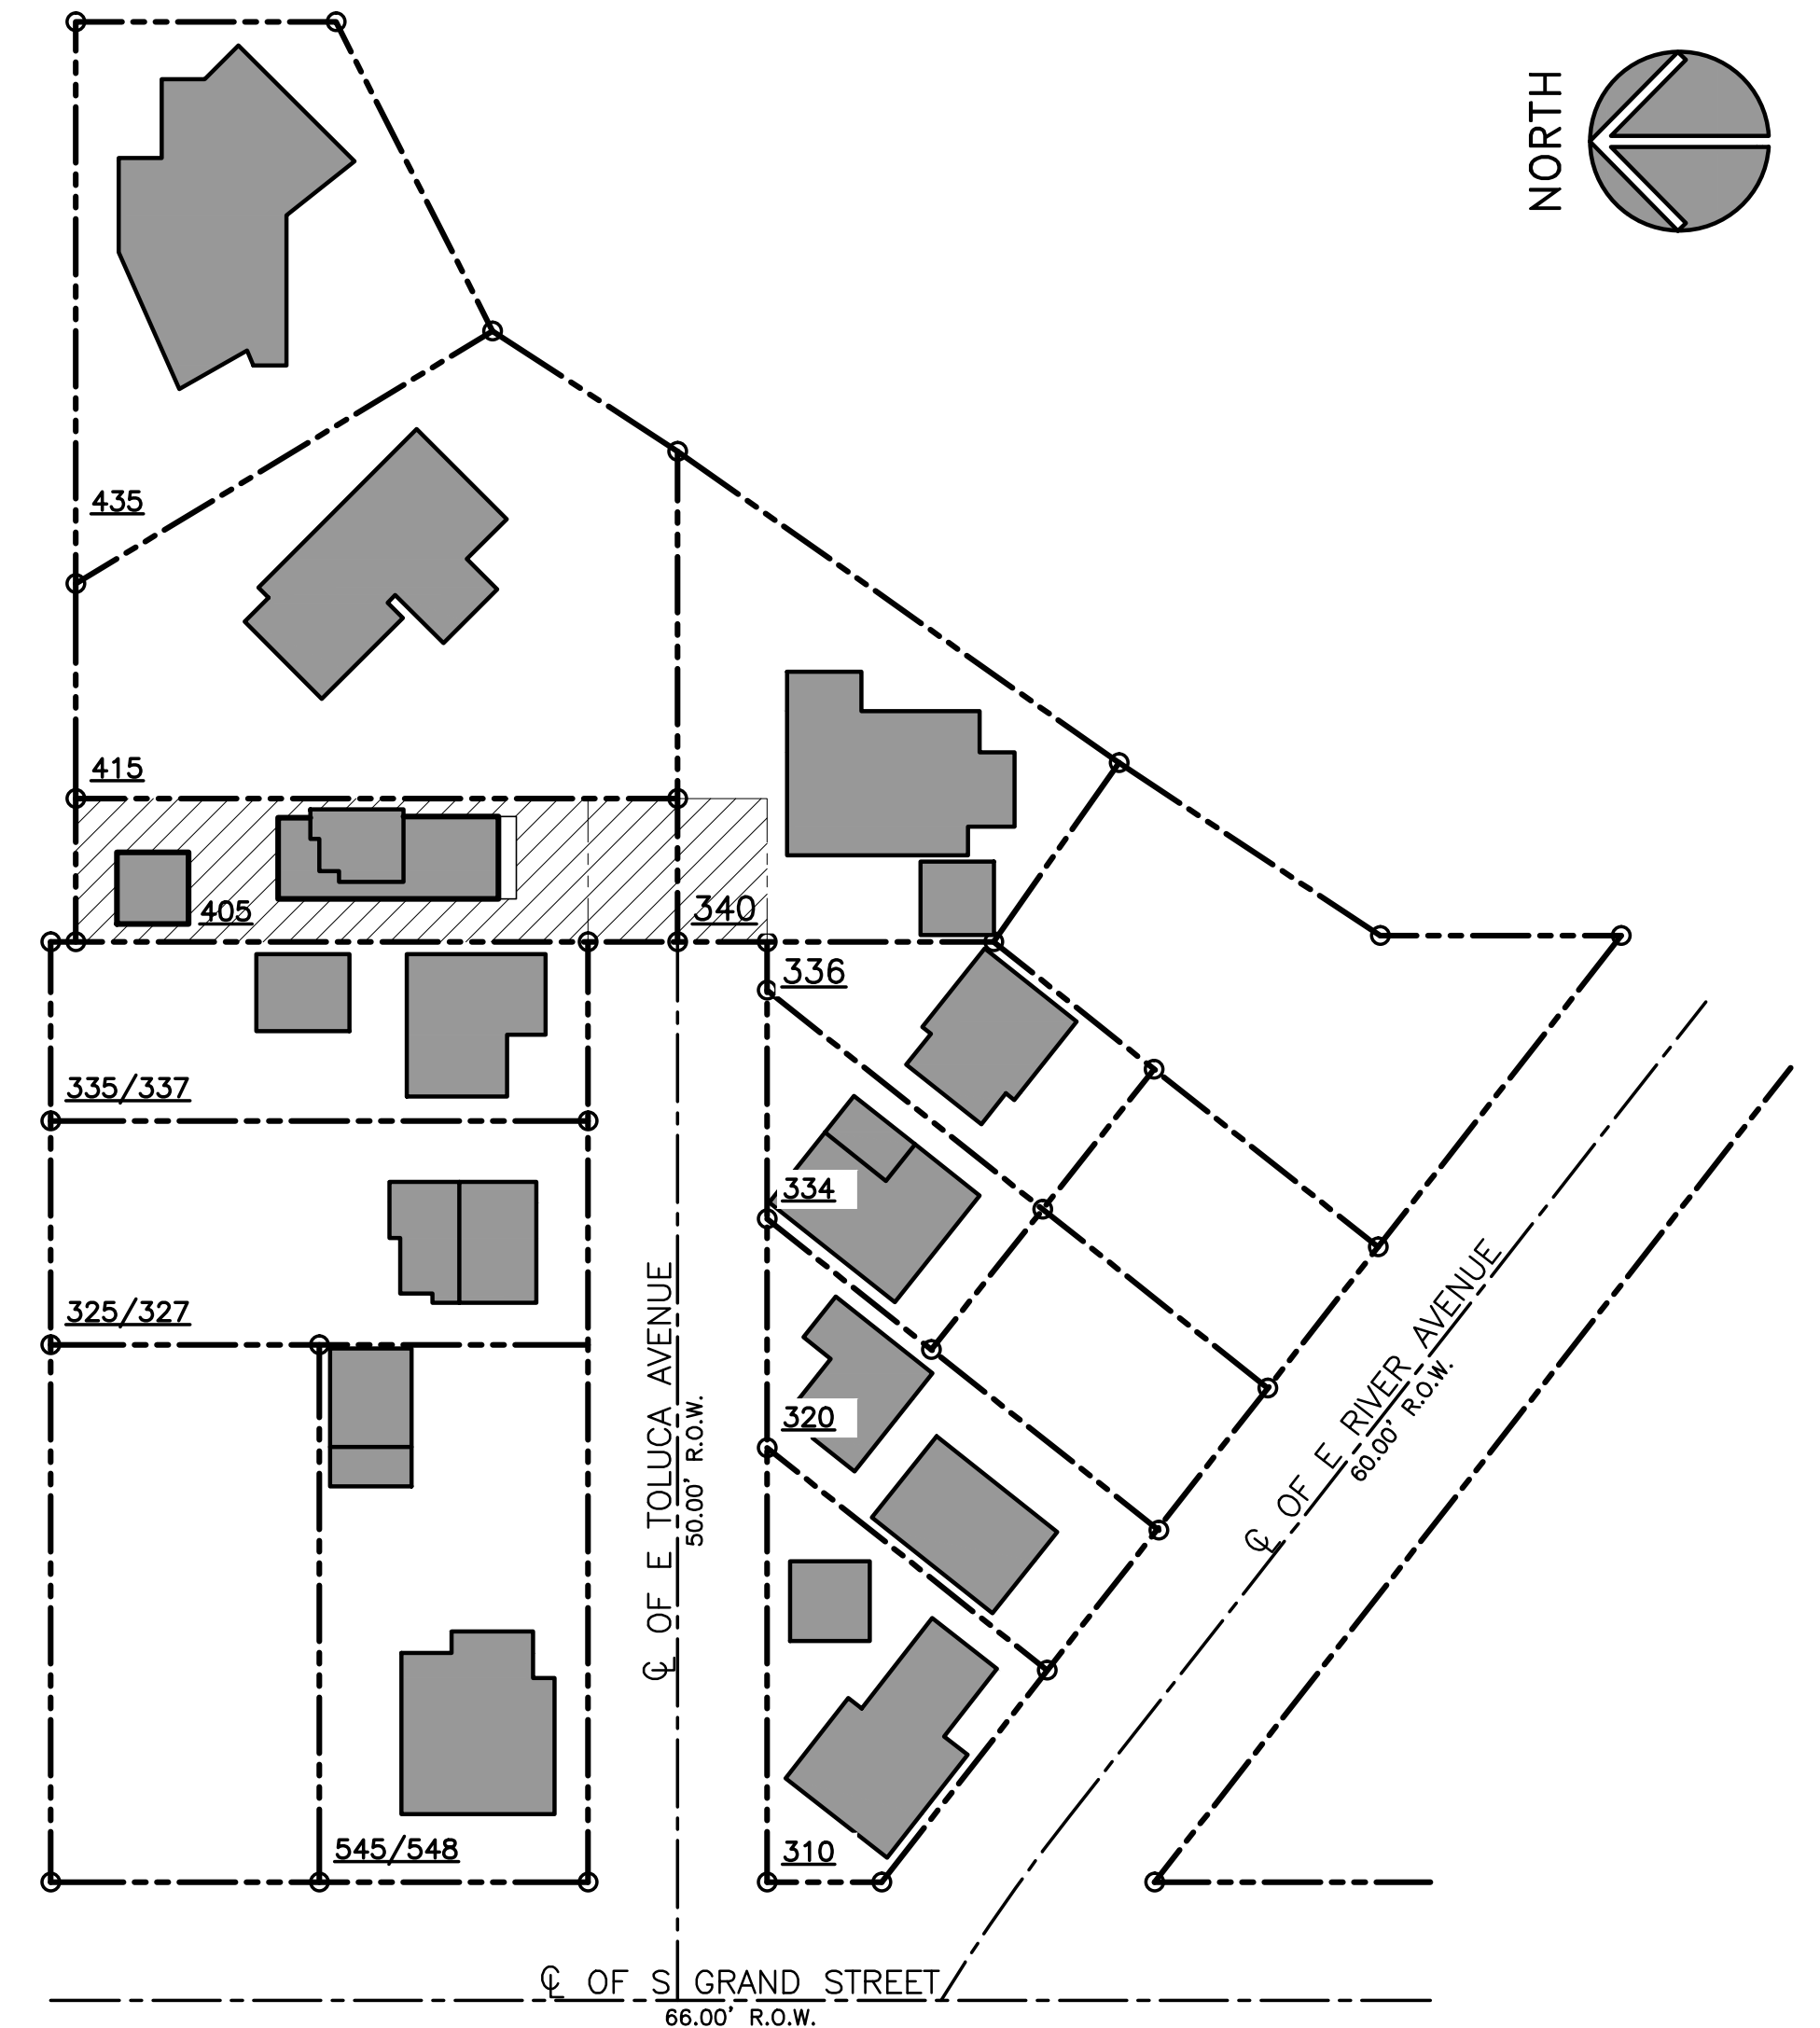 NORTH
435
415
405
340
336
335/337
334
325/327
320
℄ OF E TOLUCA AVENUE
50.00' R.O.W.
℄ OF E RIVER AVENUE
60.00' R.O.W.
545/548
310
℄ OF S GRAND STREET
66.00' R.O.W.